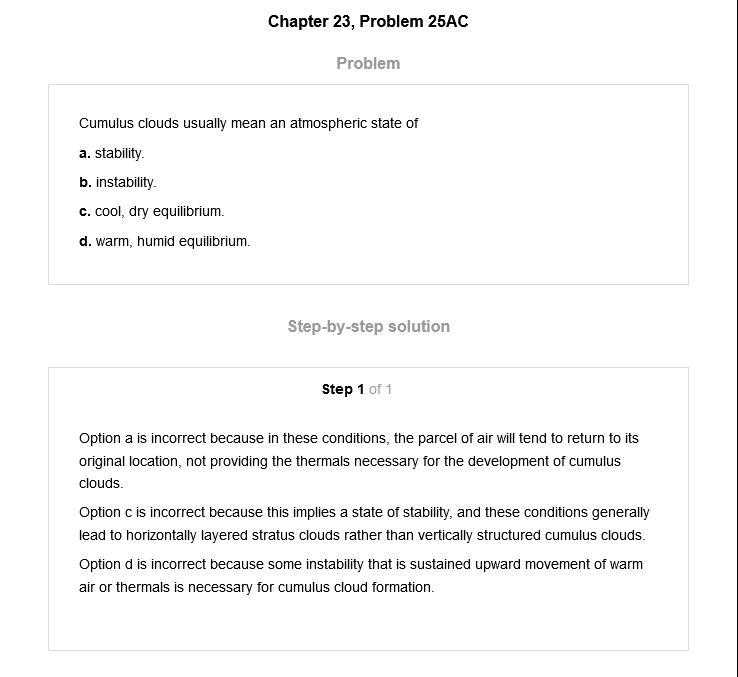 Chapter 23, Problem 25AC
Problem
Cumulus clouds usually mean an atmospheric state of
a. stability.
b. instability.
c. cool, dry equilibrium.
d. warm, humid equilibrium.
Step-by-step solution
Step 1 of 1
Option a is incorrect because in these conditions, the parcel of air will tend to return to its
original location, not providing the thermals necessary for the development of cumulus
clouds.
Option c is incorrect because this implies a state of stability, and these conditions generally
lead to horizontally layered stratus clouds rather than vertically structured cumulus clouds.
Option d is incorrect because some instability that is sustained upward movement of warm
air or thermals is necessary for cumulus cloud formation.